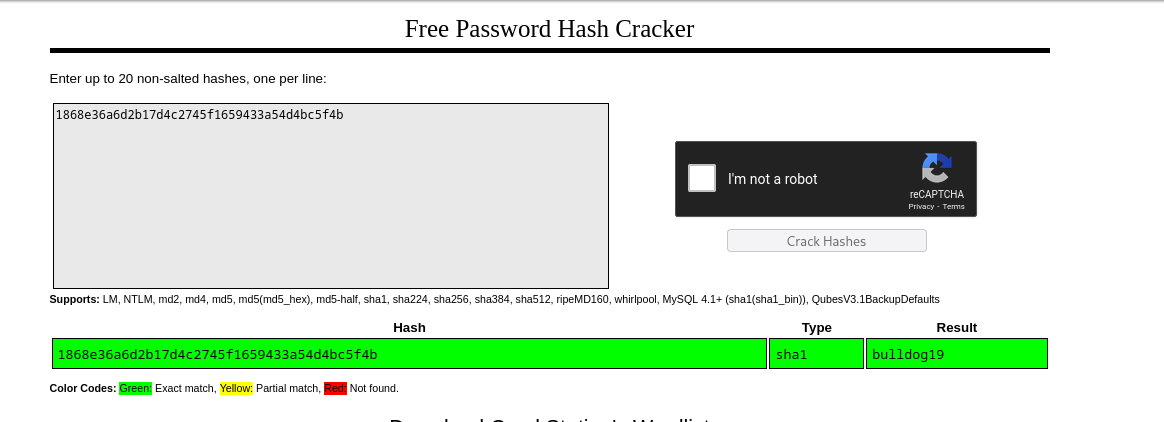 Free Password Hash Cracker
Enter up to 20 non-salted hashes, one per line:
1868e36a6d2b17d4c2745f1659433a54d4bc5f4b
I'm not a robot
reCAPTCHA
Privacy - Terms
Crack Hashes
Supports: LM, NTLM, md2, md4, md5, md5(md5_hex), md5-half, sha1, sha224, sha256, sha384, sha512, ripeMD160, whirlpool, MySQL 4.1+ (sha1(sha1_bin)), QubesV3.1BackupDefaults
Hash Type Result
1868e36a6d2b17d4c2745f1659433a54d4bc5f4b sha1 bulldog19
Color Codes: Green: Exact match, Yellow: Partial match, Red: Not found.